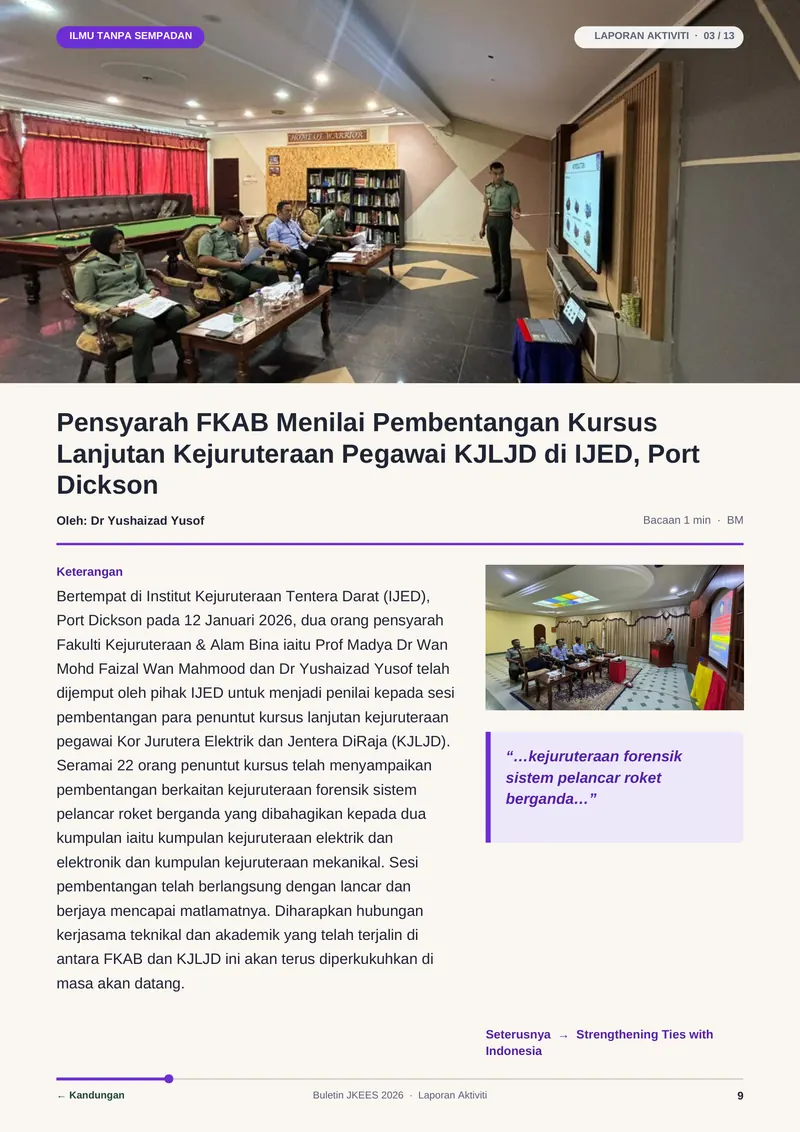 ILMU TANPA SEMPADAN
LAPORAN AKTIVITI · 03 / 13
HOME OF WARRIOR
Pensyarah FKAB Menilai Pembentangan Kursus
Lanjutan Kejuruteraan Pegawai KJLJD di IJED, Port
Dickson
Oleh: Dr Yushaizad Yusof
Bacaan 1 min · BM
Keterangan
Bertempat di Institut Kejuruteraan Tentera Darat (IJED),
Port Dickson pada 12 Januari 2026, dua orang pensyarah
Fakulti Kejuruteraan & Alam Bina iaitu Prof Madya Dr Wan
Mohd Faizal Wan Mahmood dan Dr Yushaizad Yusof telah
dijemput oleh pihak IJED untuk menjadi penilai kepada sesi
pembentangan para penuntut kursus lanjutan kejuruteraan
pegawai Kor Jurutera Elektrik dan Jentera DiRaja (KJLJD).
Seramai 22 orang penuntut kursus telah menyampaikan
pembentangan berkaitan kejuruteraan forensik sistem
pelancar roket berganda yang dibahagikan kepada dua
kumpulan iaitu kumpulan kejuruteraan elektrik dan
elektronik dan kumpulan kejuruteraan mekanikal. Sesi
pembentangan telah berlangsung dengan lancar dan
berjaya mencapai matlamatnya. Diharapkan hubungan
kerjasama teknikal dan akademik yang telah terjalin di
antara FKAB dan KJLJD ini akan terus diperkukuhkan di
masa akan datang.
“…kejuruteraan forensik
sistem pelancar roket
berganda…”
Seterusnya → Strengthening Ties with
Indonesia
← Kandungan
Buletin JKEES 2026 · Laporan Aktiviti
9